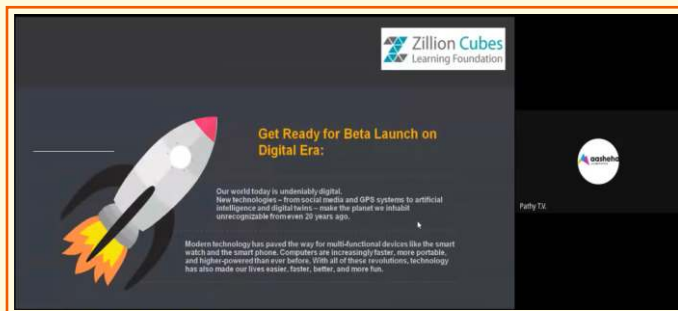 Zillion Cubes
Learning Foundation
Get Ready for Beta Launch on
Digital Era:
Our world today is undeniably digital.
New technologies – from social media and GPS systems to artificial
intelligence and digital twins – make the planet we inhabit
unrecognizable from even 20 years ago.
Modern technology has paved the way for multi-functional devices like the smart
watch and the smart phone. Computers are increasingly faster, more portable,
and higher-powered than ever before. With all of these revolutions, technology
has also made our lives easier, faster, better, and more fun.
Pathy T.V.